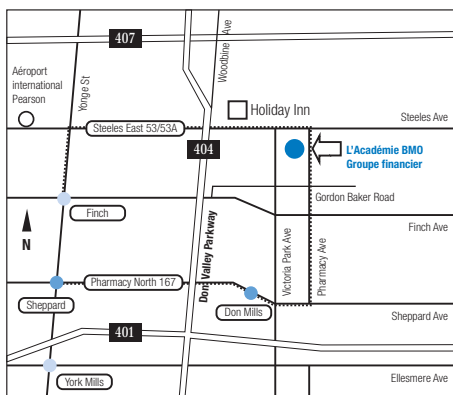 407
Woodbine Ave
Aéroport
international
Pearson
Yonge St
Holiday Inn
Steeles Ave
Steeles East 53/53A
404
L'Académie BMO
Groupe financier
Gordon Baker Road
Finch
Finch Ave
N
Don. Valley Parkway
Victoria Park Ave
Pharmacy Ave
Pharmacy North 167
Sheppard
Don Mills
Sheppard Ave
401
York Mills
Ellesmere Ave